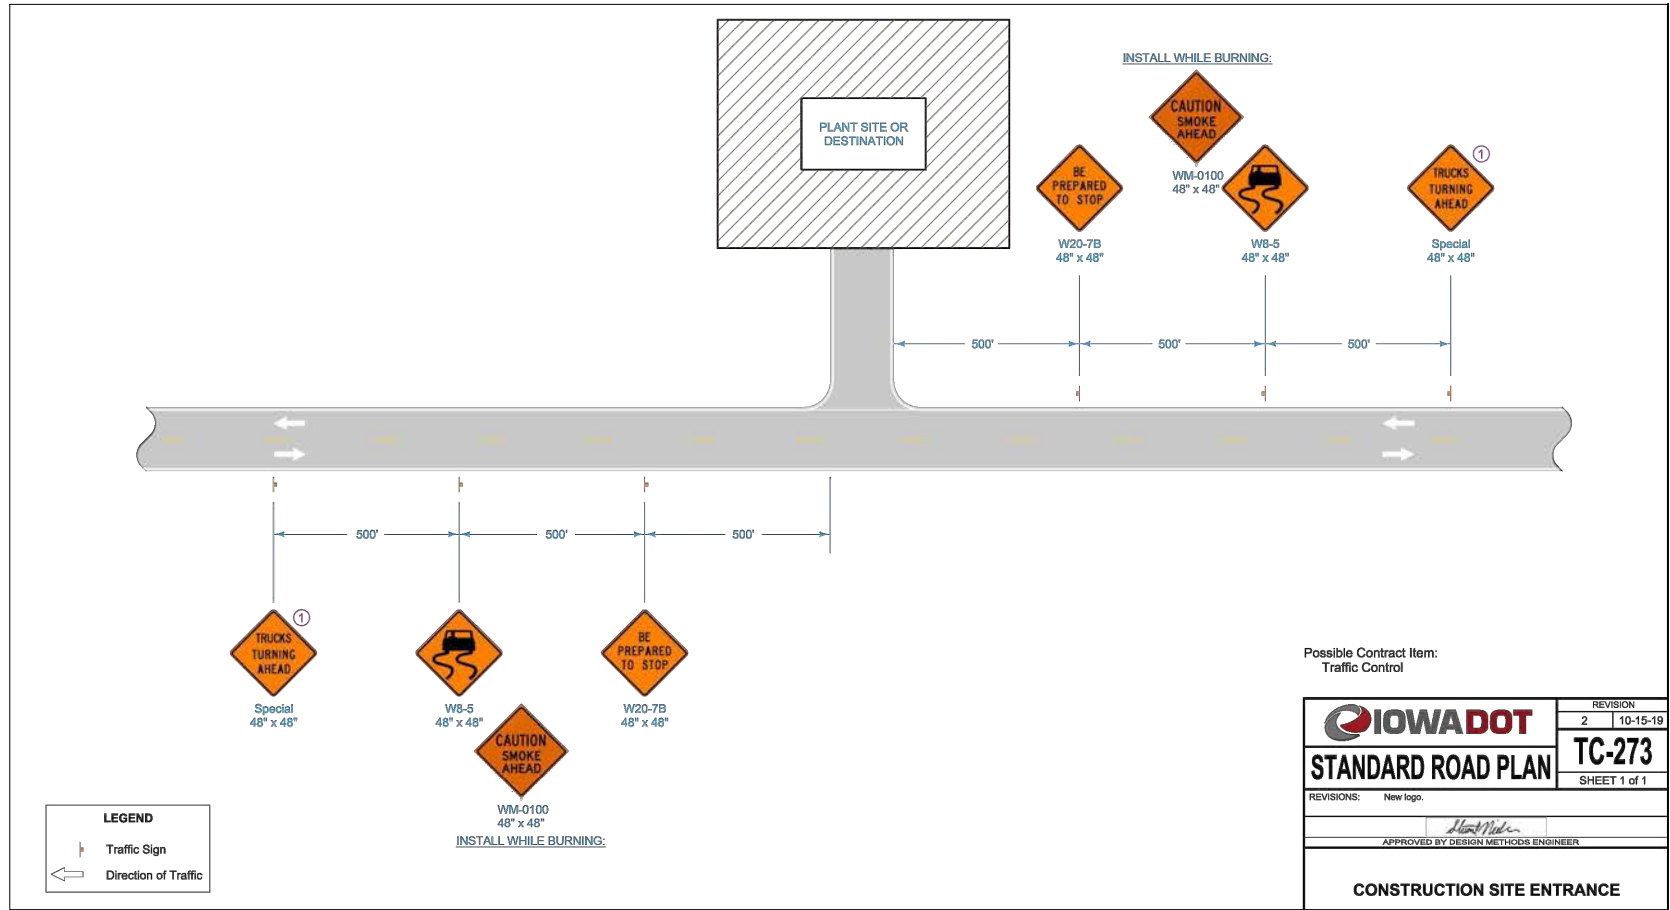 INSTALL WHILE BURNING:
CAUTION
SMOKE
AHEAD
WM-0100
48" x 48"
PLANT SITE OR
DESTINATION
BE
PREPARED
TO STOP
W20-7B
48" x 48"
W8-5
48" x 48"
1
TRUCKS
TURNING
AHEAD
Special
48" x 48"
500'
500'
500'
500'
500'
500'
1
TRUCKS
TURNING
AHEAD
Special
48" x 48"
W8-5
48" x 48"
BE
PREPARED
TO STOP
W20-7B
48" x 48"
CAUTION
SMOKE
AHEAD
WM-0100
48" x 48"
INSTALL WHILE BURNING:
LEGEND
Traffic Sign
Direction of Traffic
Possible Contract Item:
Traffic Control
IOWADOT
STANDARD ROAD PLAN
REVISION
2 10-15-19
TC-273
SHEET 1 of 1
REVISIONS: New logo.
APPROVED BY DESIGN METHODS ENGINEER
CONSTRUCTION SITE ENTRANCE